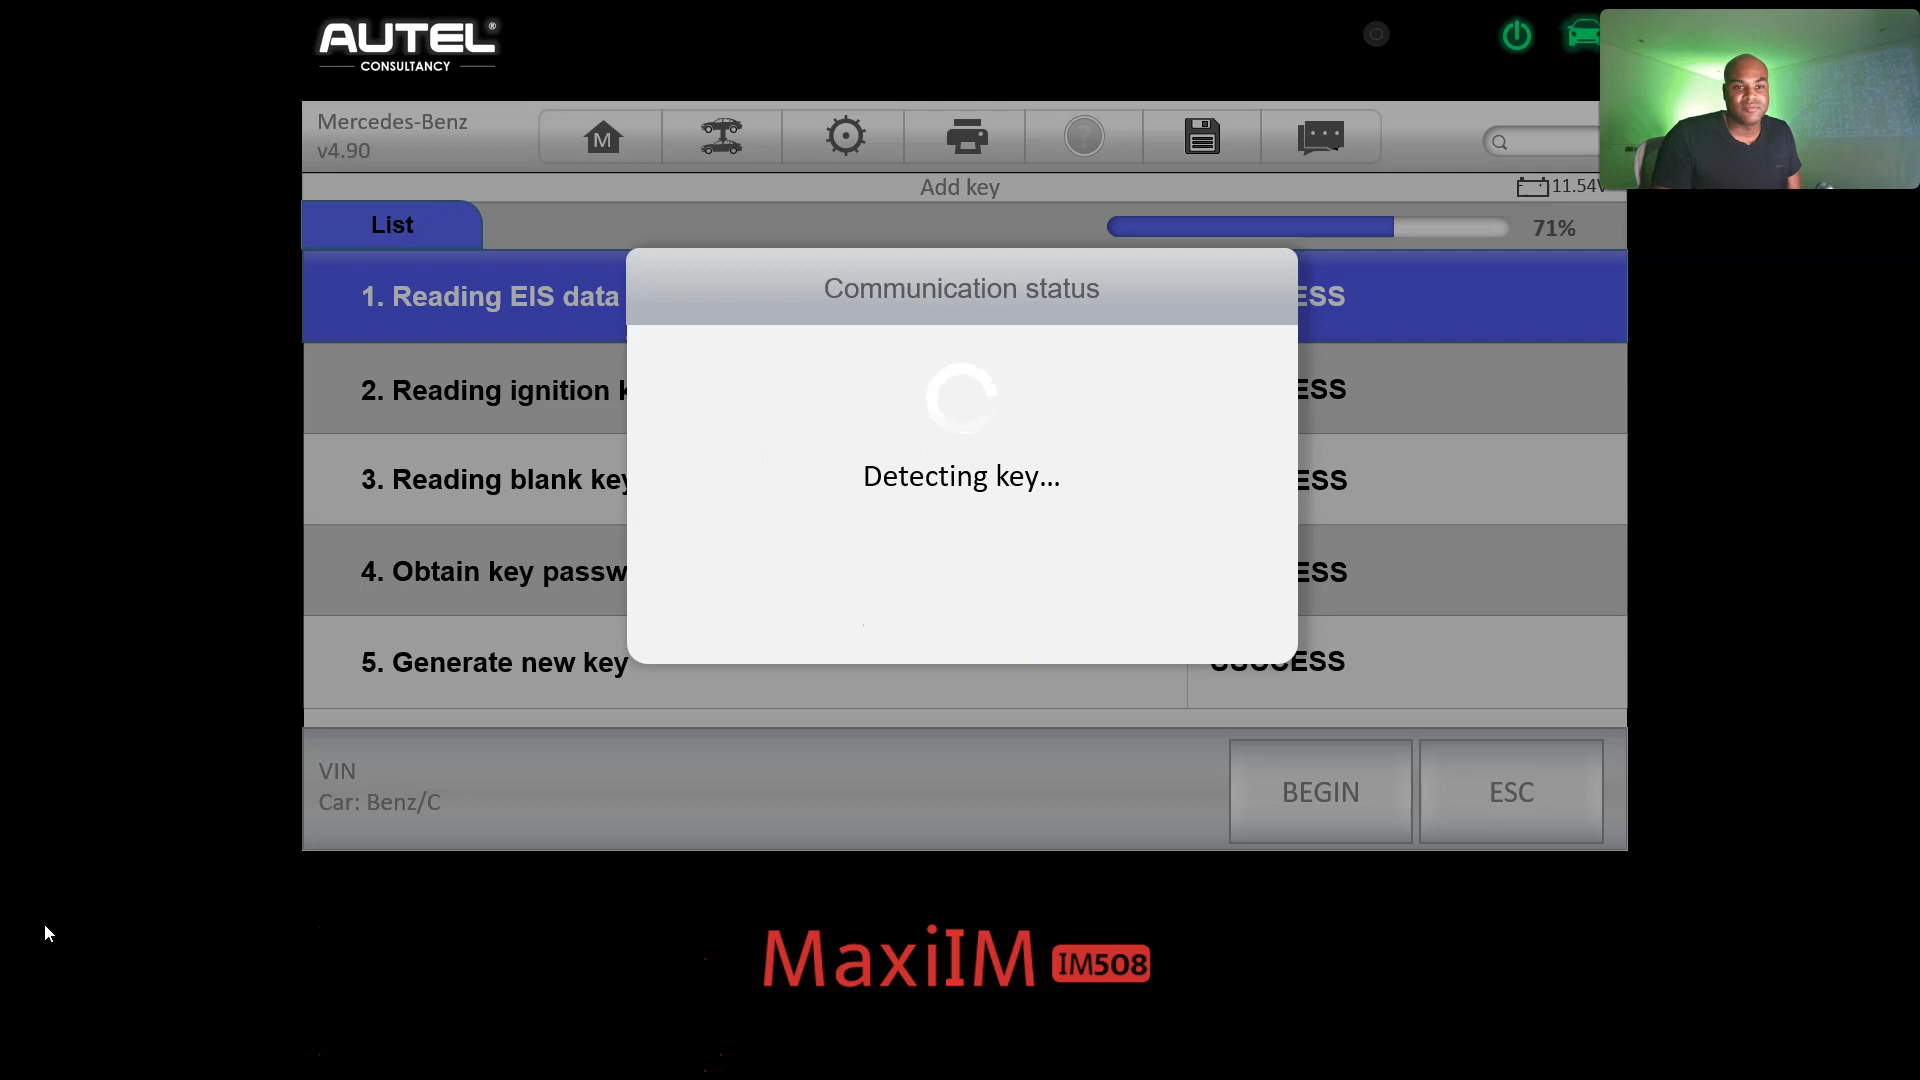 AUTEL®
CONSULTANCY
Mercedes-Benz
v4.90
M
?
Add key
11.54V
List
71%
Communication status
1. Reading EIS data
ESS
2. Reading ignition k
ESS
Detecting key...
3. Reading blank key
ESS
4. Obtain key passw
ESS
5. Generate new key
SUCCESS
VIN
Car: Benz/C
BEGIN
ESC
MaxiIM IM508